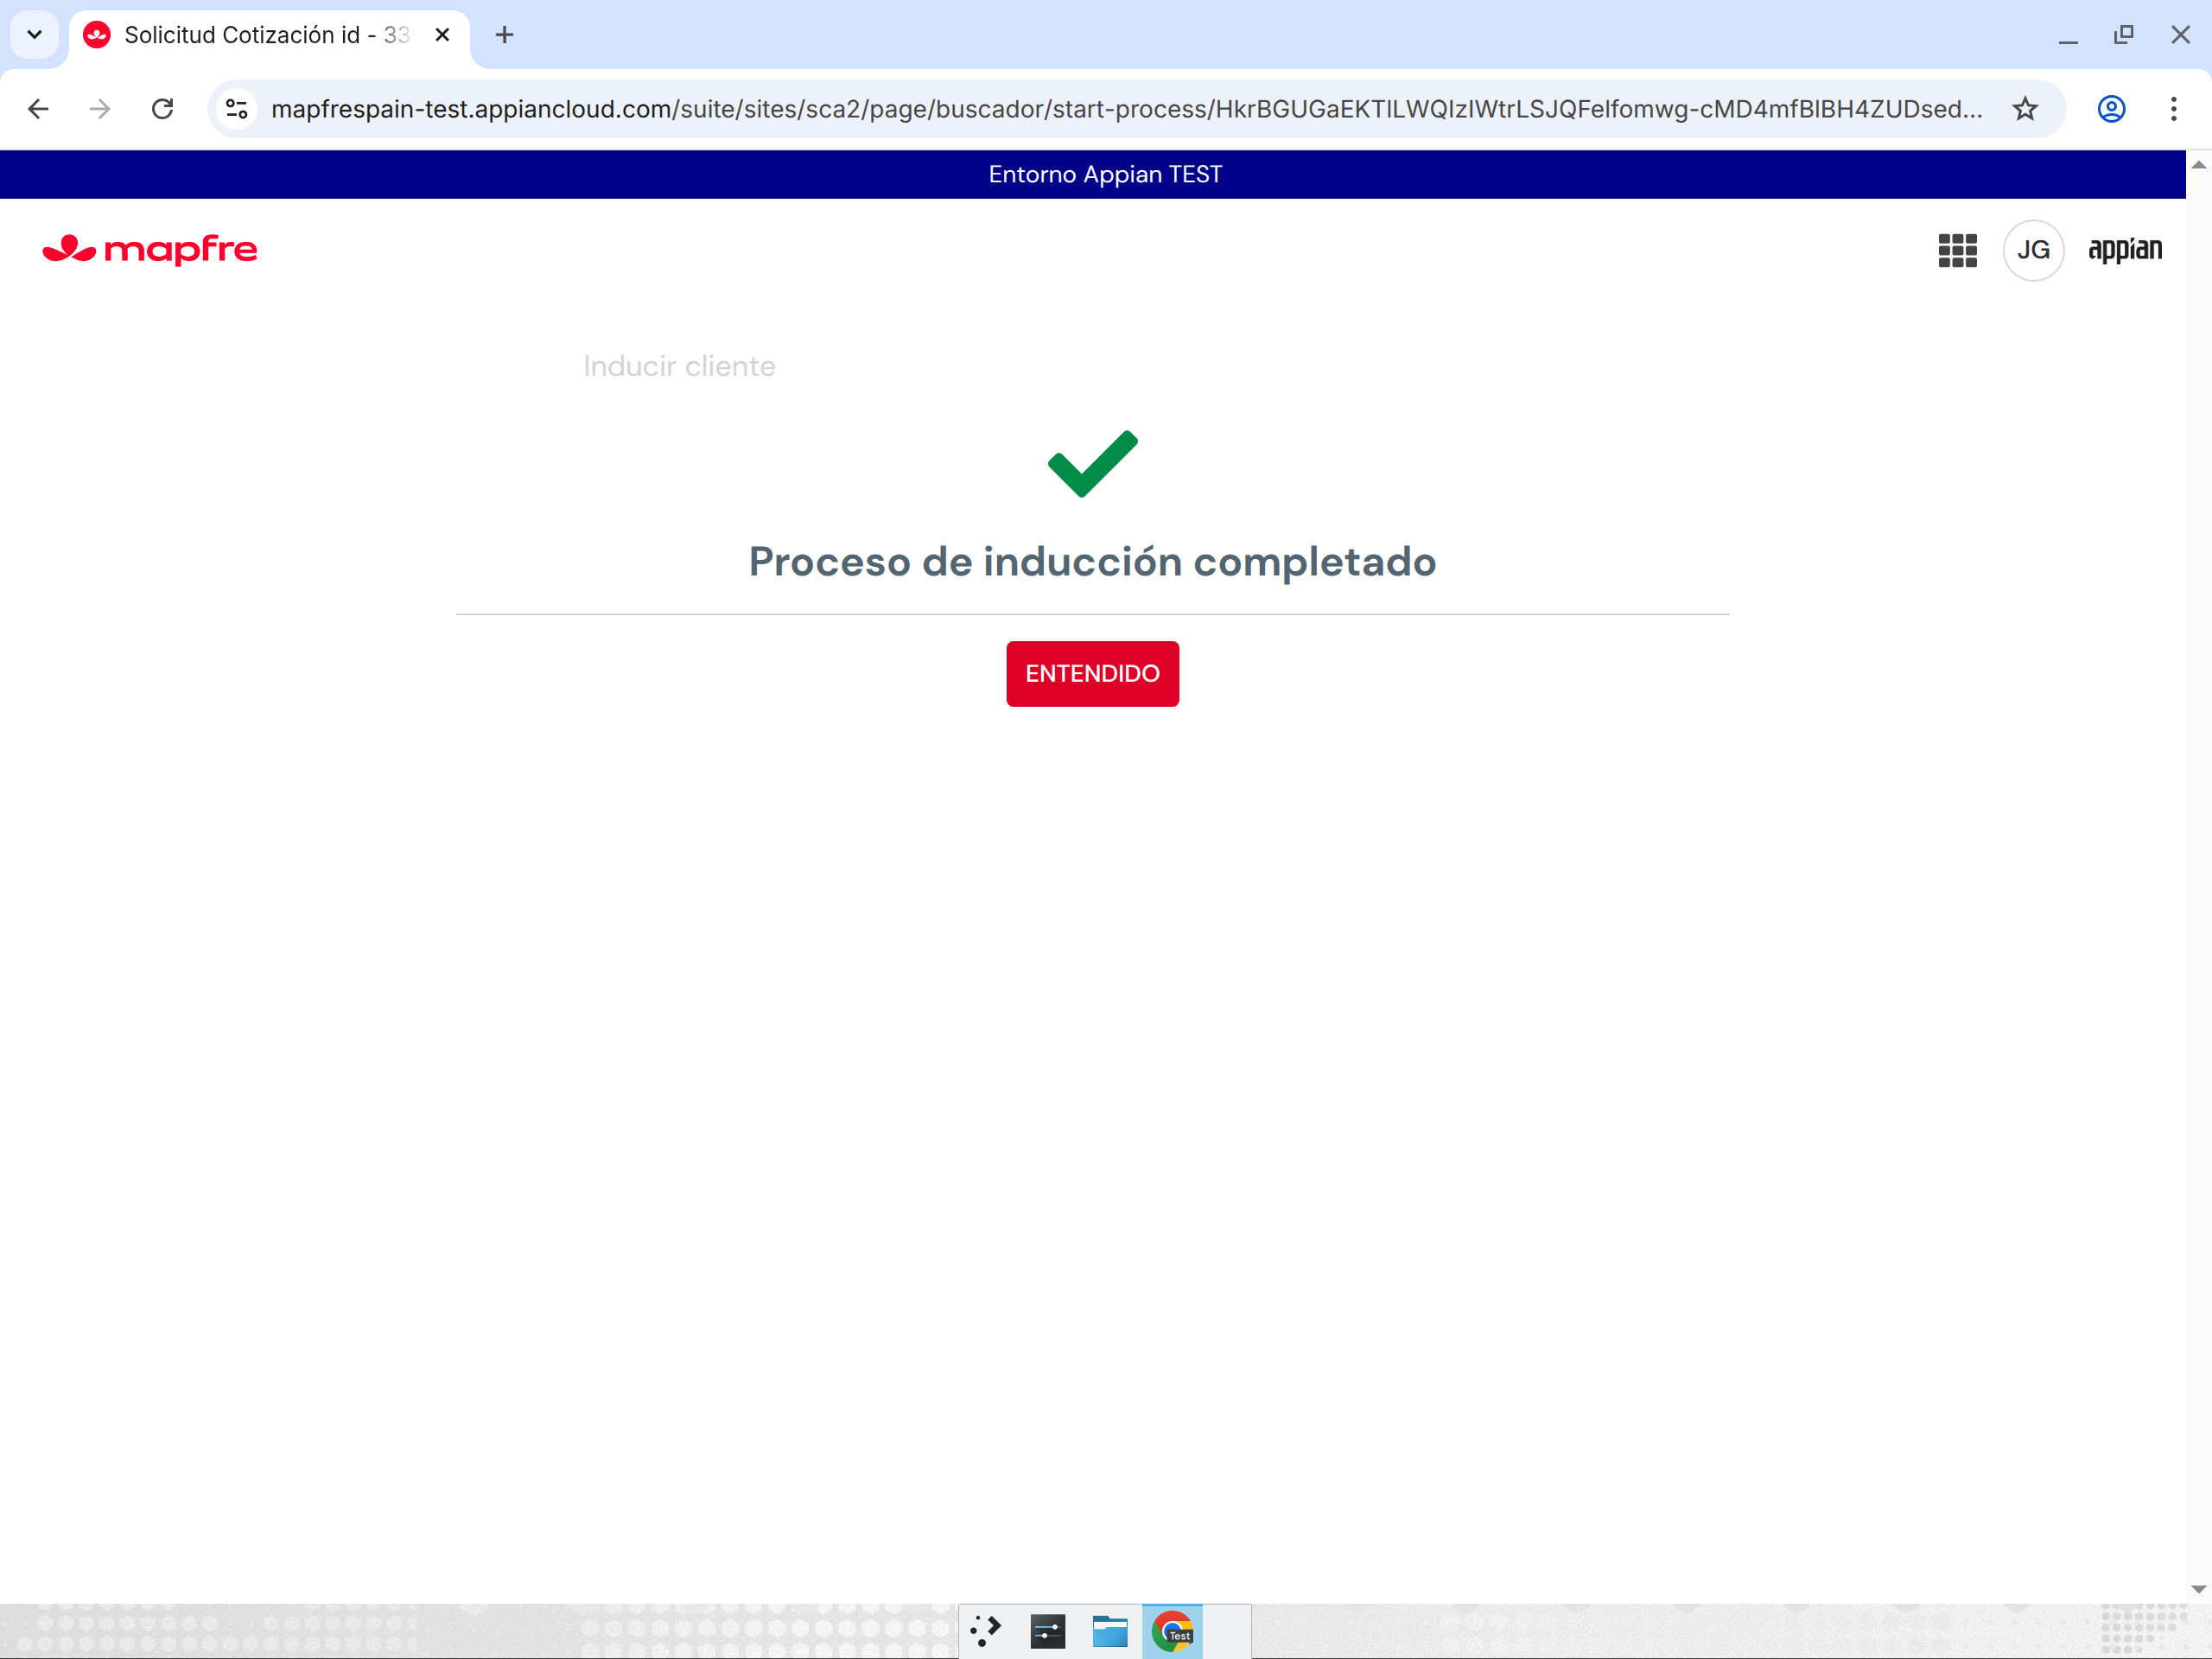 Solicitud Cotización id - 33
mapfrespain-test.appiancloud.com/suite/sites/sca2/page/buscador/start-process/HkrBGUGaEKTILWQIzIWtrLSJQFeIfomwg-cMD4mfBIBH4ZUDsed...
Entorno Appian TEST
mapfre
JG
appian
Inducir cliente
Proceso de inducción completado
ENTENDIDO
Test